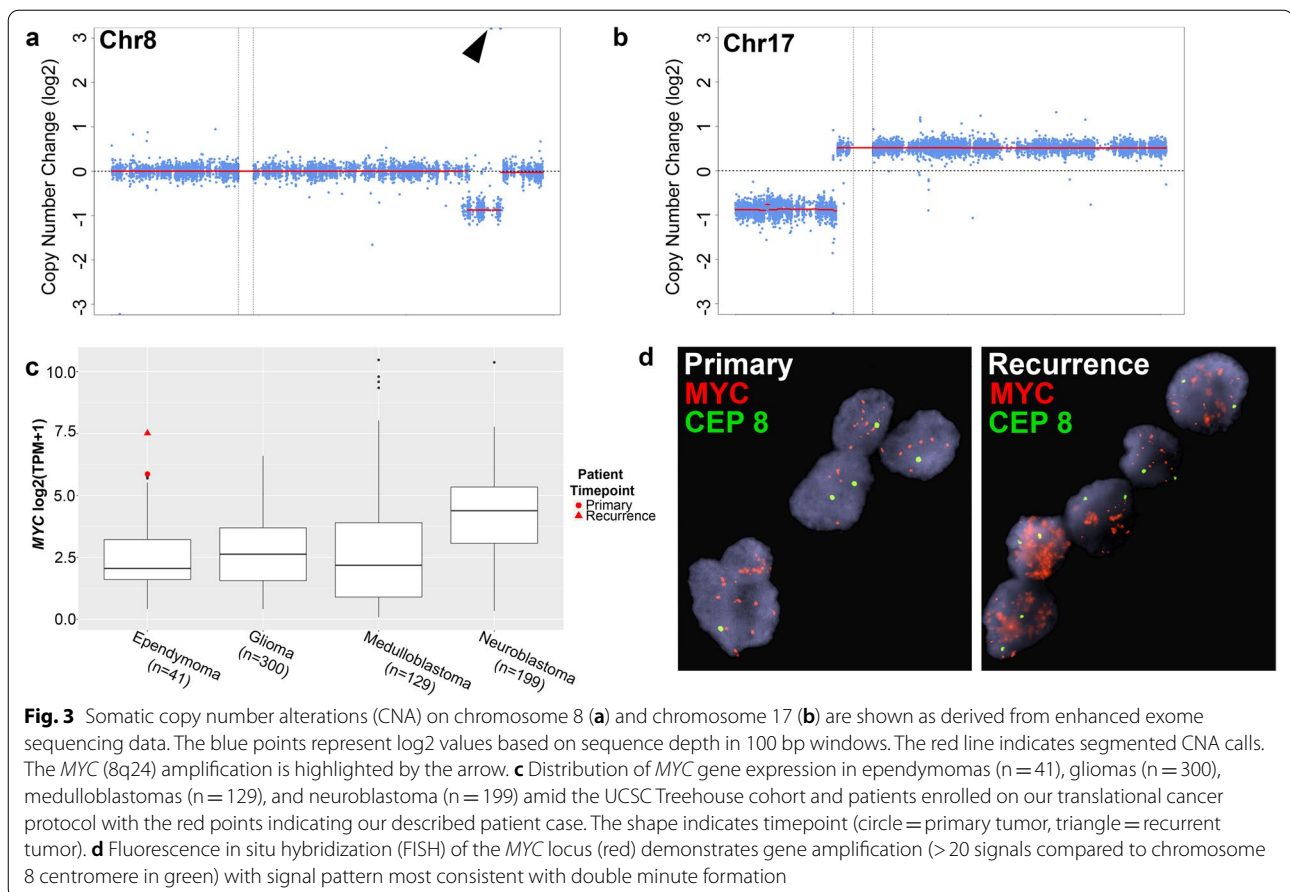 a
Chr8
Copy Number Change (log2)
3
2
1
0
-1
-2
-3
b
Chr17
Copy Number Change (log2)
3
2
1
0
-1
-2
-3
c
MYC log2(TPM+1)
10.0
7.5
5.0
2.5
0.0
Ependymoma
(n=41)
Glioma
(n=300)
Medulloblastoma
(n=129)
Neuroblastoma
(n=199)
Patient
Timepoint
Primary
Recurrence
d
Primary
MYC
CEP 8
Recurrence
MYC
CEP 8
Fig. 3 Somatic copy number alterations (CNA) on chromosome 8 (a) and chromosome 17 (b) are shown as derived from enhanced exome
sequencing data. The blue points represent log2 values based on sequence depth in 100 bp windows. The red line indicates segmented CNA calls.
The MYC (8q24) amplification is highlighted by the arrow. c Distribution of MYC gene expression in ependymomas (n = 41), gliomas (n = 300),
medulloblastomas (n = 129), and neuroblastoma (n = 199) amid the UCSC Treehouse cohort and patients enrolled on our translational cancer
protocol with the red points indicating our described patient case. The shape indicates timepoint (circle = primary tumor, triangle = recurrent
tumor). d Fluorescence in situ hybridization (FISH) of the MYC locus (red) demonstrates gene amplification (> 20 signals compared to chromosome
8 centromere in green) with signal pattern most consistent with double minute formation